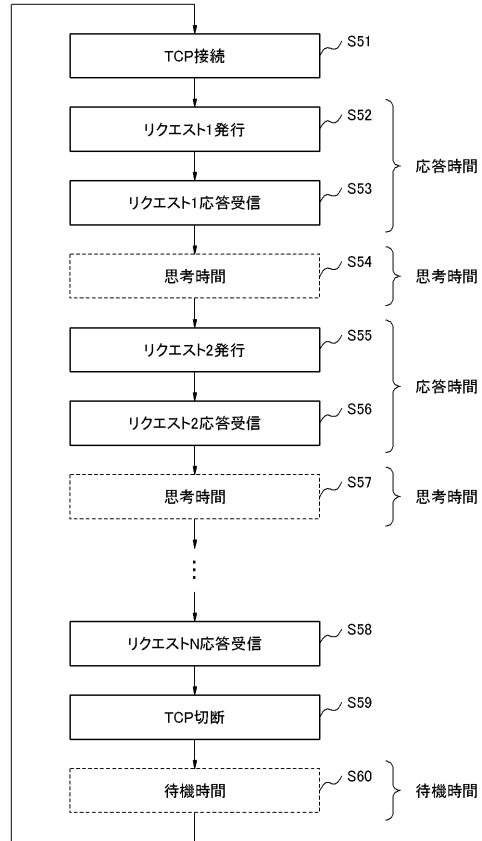 TCP接続
S51
リクエスト1発行
S52
リクエスト1応答受信
S53
応答時間
思考時間
S54
思考時間
リクエスト2発行
S55
リクエスト2応答受信
S56
応答時間
思考時間
S57
思考時間
⋮
リクエストN応答受信
S58
TCP切断
S59
待機時間
S60
待機時間